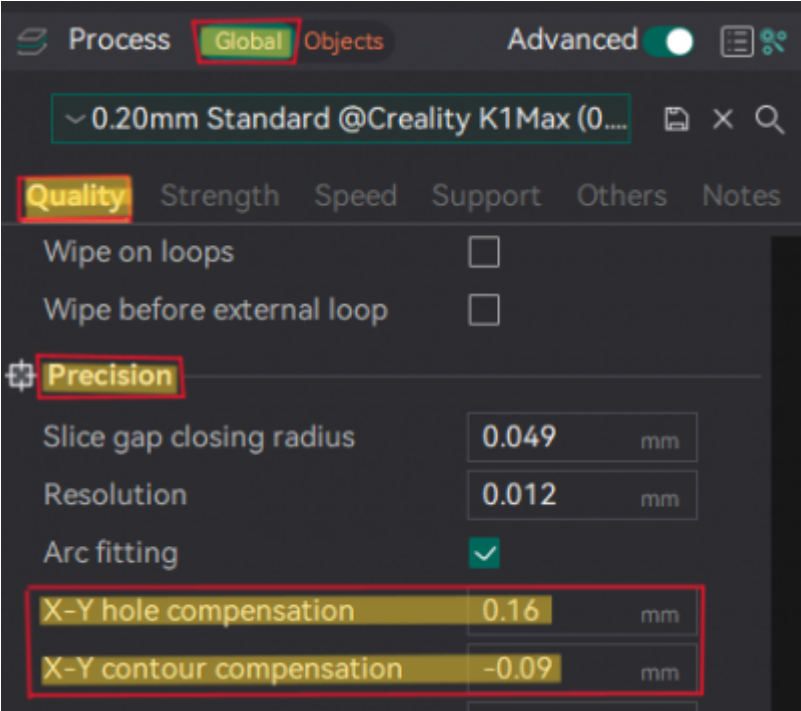 Process Global Objects Advanced
0.20mm Standard @Creality K1Max (0....
Quality Strength Speed Support Others Notes
Wipe on loops
Wipe before external loop
Precision
Slice gap closing radius 0.049 mm
Resolution 0.012 mm
Arc fitting
X-Y hole compensation 0.16 mm
X-Y contour compensation -0.09 mm